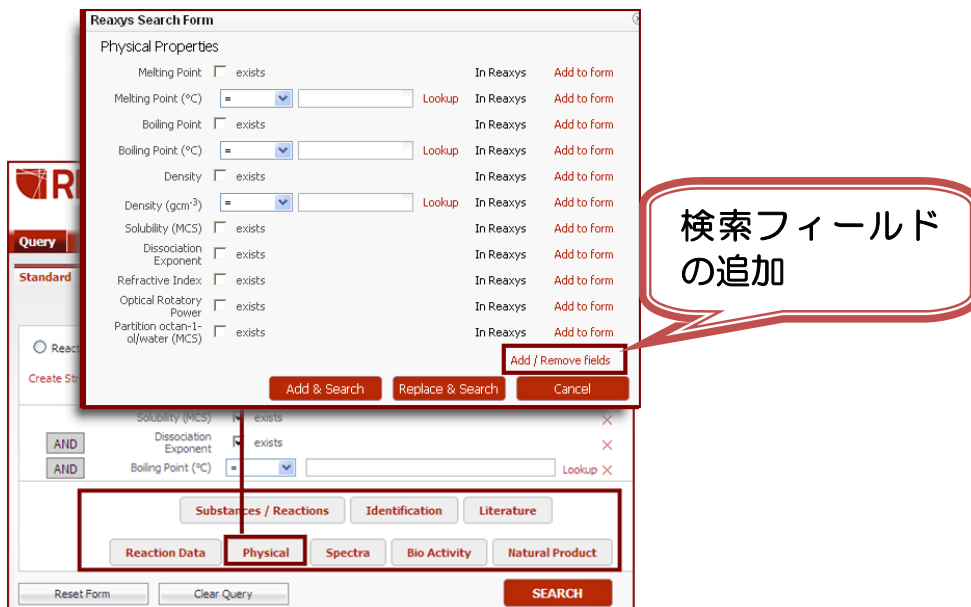 Reaxys Search Form
Physical Properties
Melting Point exists In Reaxys Add to form
Melting Point (°C) = Lookup In Reaxys Add to form
Boiling Point exists In Reaxys Add to form
Boiling Point (°C) = Lookup In Reaxys Add to form
Density exists In Reaxys Add to form
Density (gcm-3) = Lookup In Reaxys Add to form
Solubility (MCS) exists In Reaxys Add to form
Dissociation
Exponent exists In Reaxys Add to form
Refractive Index exists In Reaxys Add to form
Optical Rotatory
Power exists In Reaxys Add to form
Partition octan-1-
ol/water (MCS) exists In Reaxys Add to form
Add / Remove fields
Add & Search Replace & Search Cancel
検索フィールド
の追加
Query
Standard
Solubility (MCS) exists
AND Dissociation
Exponent exists
AND Boiling Point (°C) = Lookup
Substances / Reactions Identification Literature
Reaction Data Physical Spectra Bio Activity Natural Product
Reset Form Clear Query SEARCH